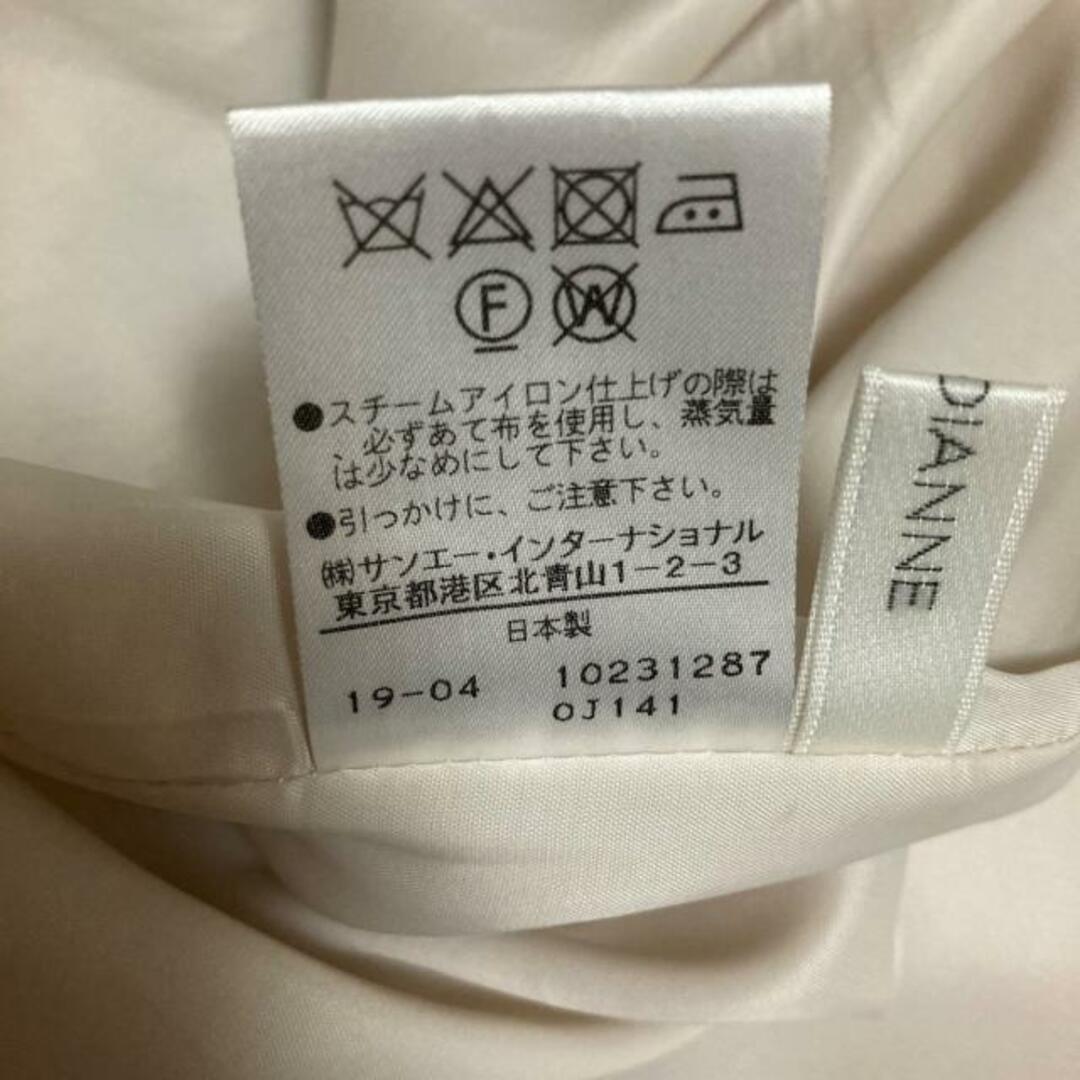 F
W
●スチームアイロン仕上げの際は
、必ずあて布を使用し、蒸気量
は少なめにして下さい。
●引っかけに、ご注意下さい。
㈱サンエー・インターナショナル
東京都港区北青山1-2-3
日本製
19-04 10231287
OJ141
DIANNE